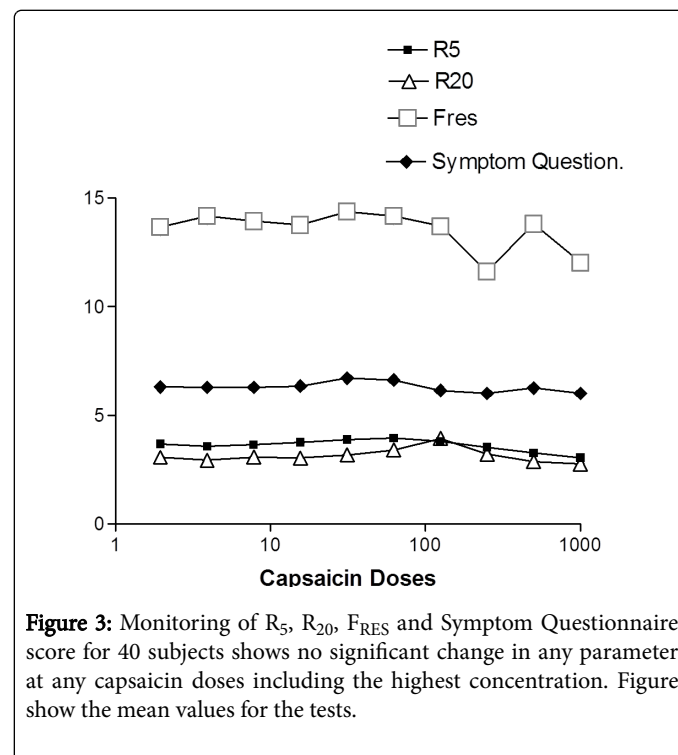 R5
R20
Fres
Symptom Question.
15
10
5
0
1 10 100 1000
Capsaicin Doses
Figure 3: Monitoring of R5, R20, FRES and Symptom Questionnaire
score for 40 subjects shows no significant change in any parameter
at any capsaicin doses including the highest concentration. Figure
show the mean values for the tests.